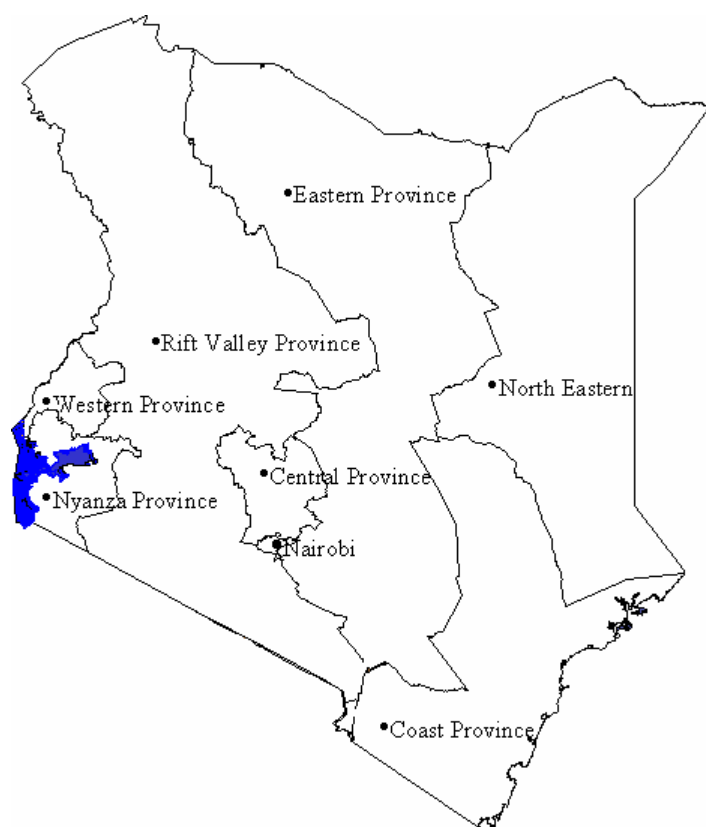 Eastern Province
Rift Valley Province
North Eastern
Western Province
Central Province
Nyanza Province
Nairobi
Coast Province